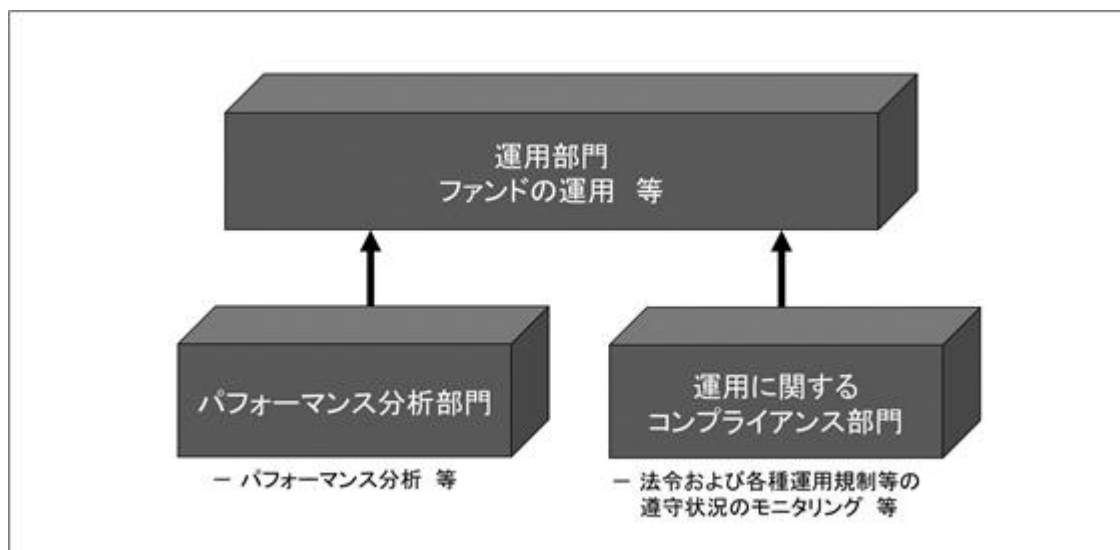 運用部門
ファンドの運用 等
パフォーマンス分析部門
－ パフォーマンス分析 等
運用に関する
コンプライアンス部門
－ 法令および各種運用規制等の
遵守状況のモニタリング 等